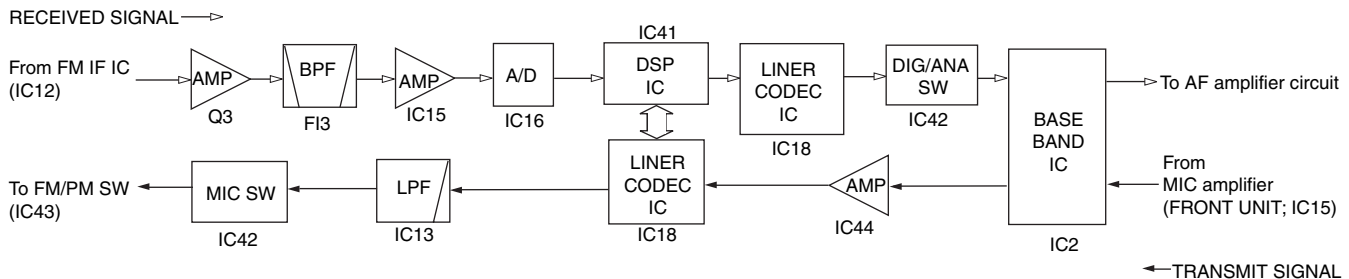 RECEIVED SIGNAL
From FM IF IC
(IC12)
AMP
Q3
BPF
FI3
AMP
IC15
A/D
IC16
IC41
DSP
IC
LINER
CODEC
IC
IC18
DIG/ANA
SW
IC42
BASE
BAND
IC
IC2
To AF amplifier circuit
To FM/PM SW
(IC43)
MIC SW
IC42
LPF
IC13
LINER
CODEC
IC
IC18
AMP
IC44
From
MIC amplifier
(FRONT UNIT; IC15)
TRANSMIT SIGNAL